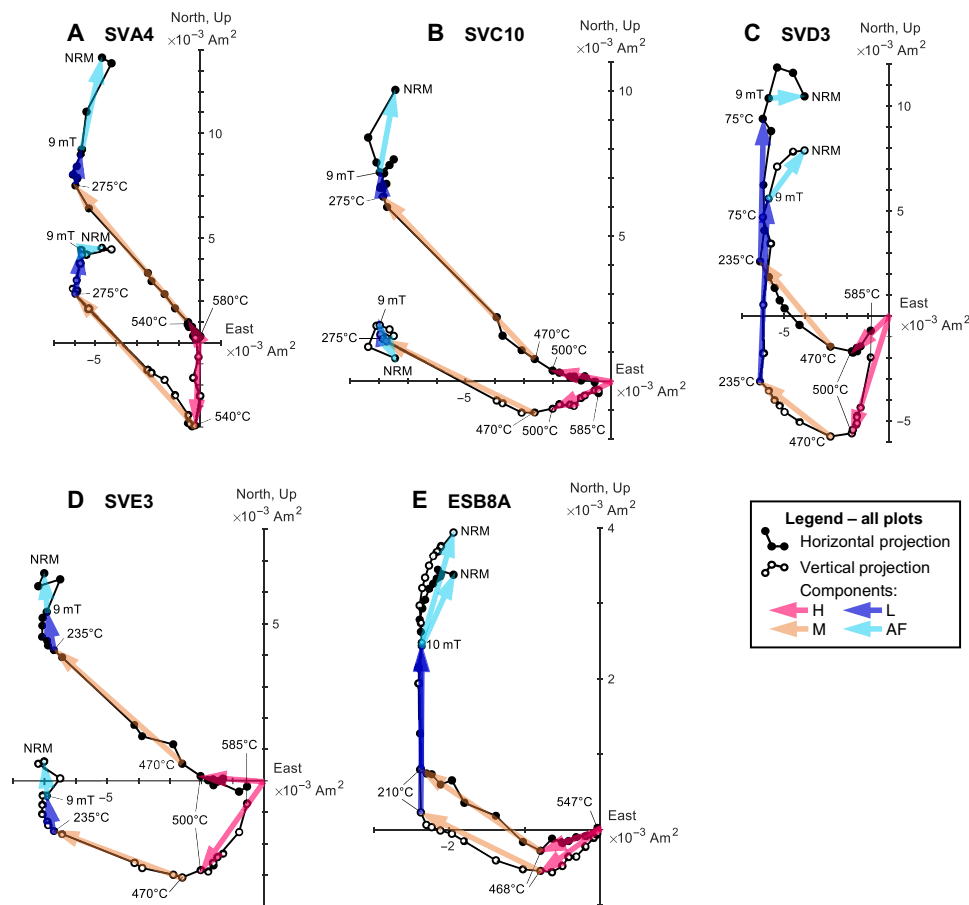 A SVA4
North, Up
×10⁻³ Am²
NRM
10
9 mT
275°C
5
9 mT
NRM
275°C
580°C
540°C
East
×10⁻³ Am²
−5
540°C
B SVC10
North, Up
×10⁻³ Am²
NRM
9 mT
275°C
5
9 mT
275°C
NRM
470°C
500°C
East
×10⁻³ Am²
−5
470°C
500°C
585°C
C SVD3
North, Up
×10⁻³ Am²
9 mT
NRM
10
75°C
NRM
9 mT
5
75°C
235°C
585°C
East
×10⁻³ Am²
−5
470°C
500°C
235°C
470°C
−5
D SVE3
North, Up
×10⁻³ Am²
NRM
9 mT
235°C
5
NRM
470°C
585°C
East
×10⁻³ Am²
9 mT
−5
235°C
500°C
470°C
E ESB8A
North, Up
×10⁻³ Am²
4
NRM
NRM
10 mT
2
210°C
547°C
East
×10⁻³ Am²
−2
468°C
Legend – all plots
Horizontal projection
Vertical projection
Components:
H
L
M
AF